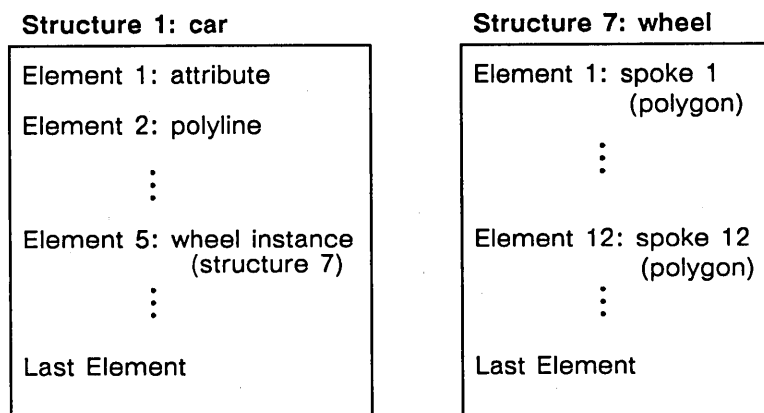 Structure 1: car
Element 1: attribute
Element 2: polyline
Element 5: wheel instance
(structure 7)
Last Element
Structure 7: wheel
Element 1: spoke 1
(polygon)
Element 12: spoke 12
(polygon)
Last Element